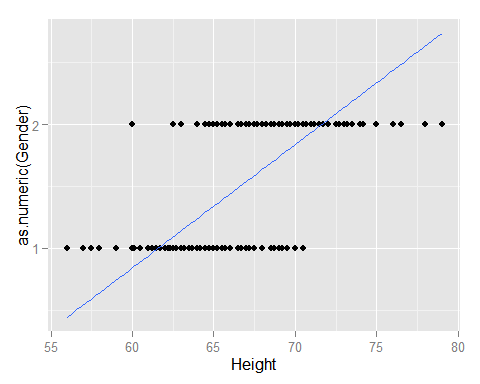 as.numeric(Gender)
2
1
55 60 65 70 75 80
Height